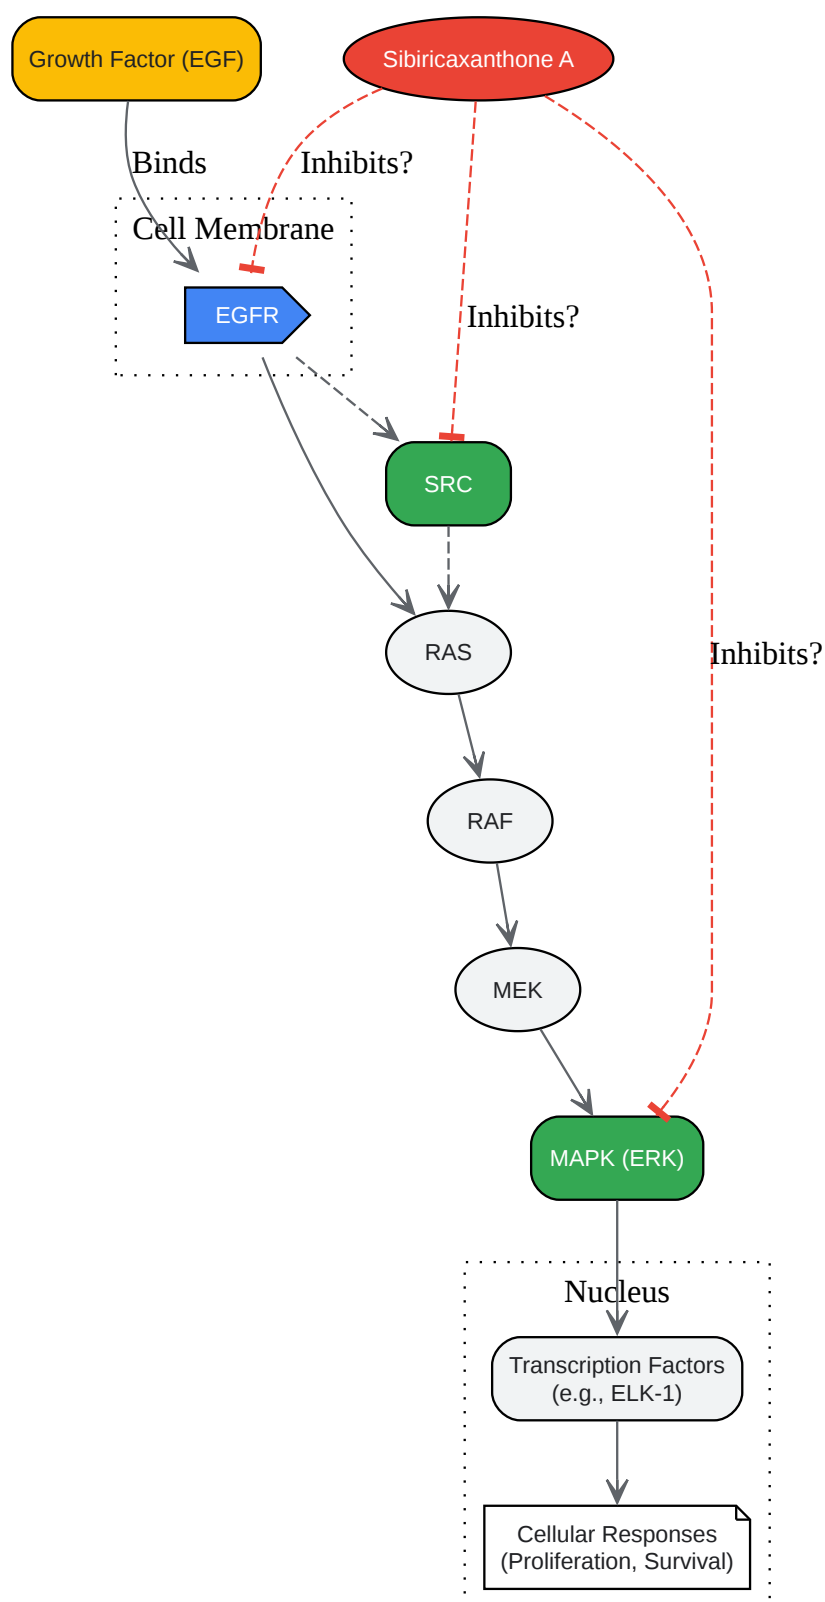 Growth Factor (EGF)
Sibiricaxanthone A
Binds
Inhibits?
Cell Membrane
EGFR
Inhibits?
SRC
RAS
Inhibits?
RAF
MEK
MAPK (ERK)
Nucleus
Transcription Factors
(e.g., ELK-1)
Cellular Responses
(Proliferation, Survival)